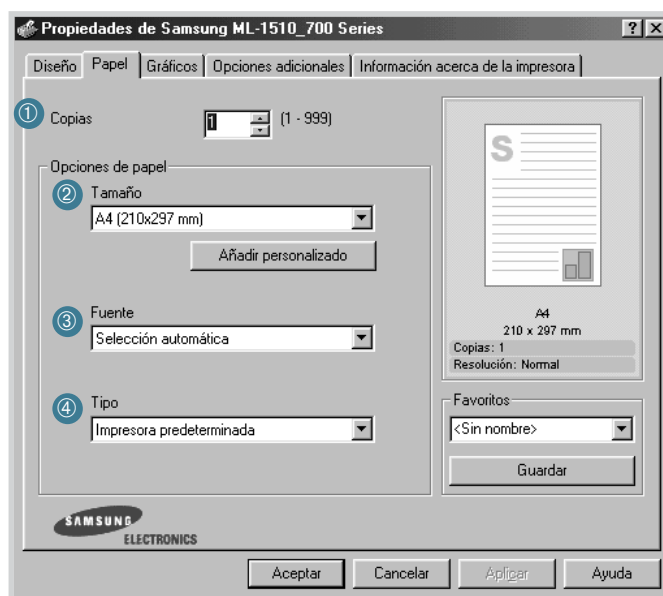 Propiedades de Samsung ML-1510_700 Series
Diseño Papel Gráficos Opciones adicionales Información acerca de la impresora
① Copias 1 (1 - 999)
Opciones de papel
② Tamaño
A4 (210x297 mm)
Añadir personalizado
③ Fuente
Selección automática
④ Tipo
Impresora predeterminada
S
A4
210 x 297 mm
Copias: 1
Resolución: Normal
Favoritos
<Sin nombre>
Guardar
SAMSUNG
ELECTRONICS
Aceptar Cancelar Aplicar Ayuda